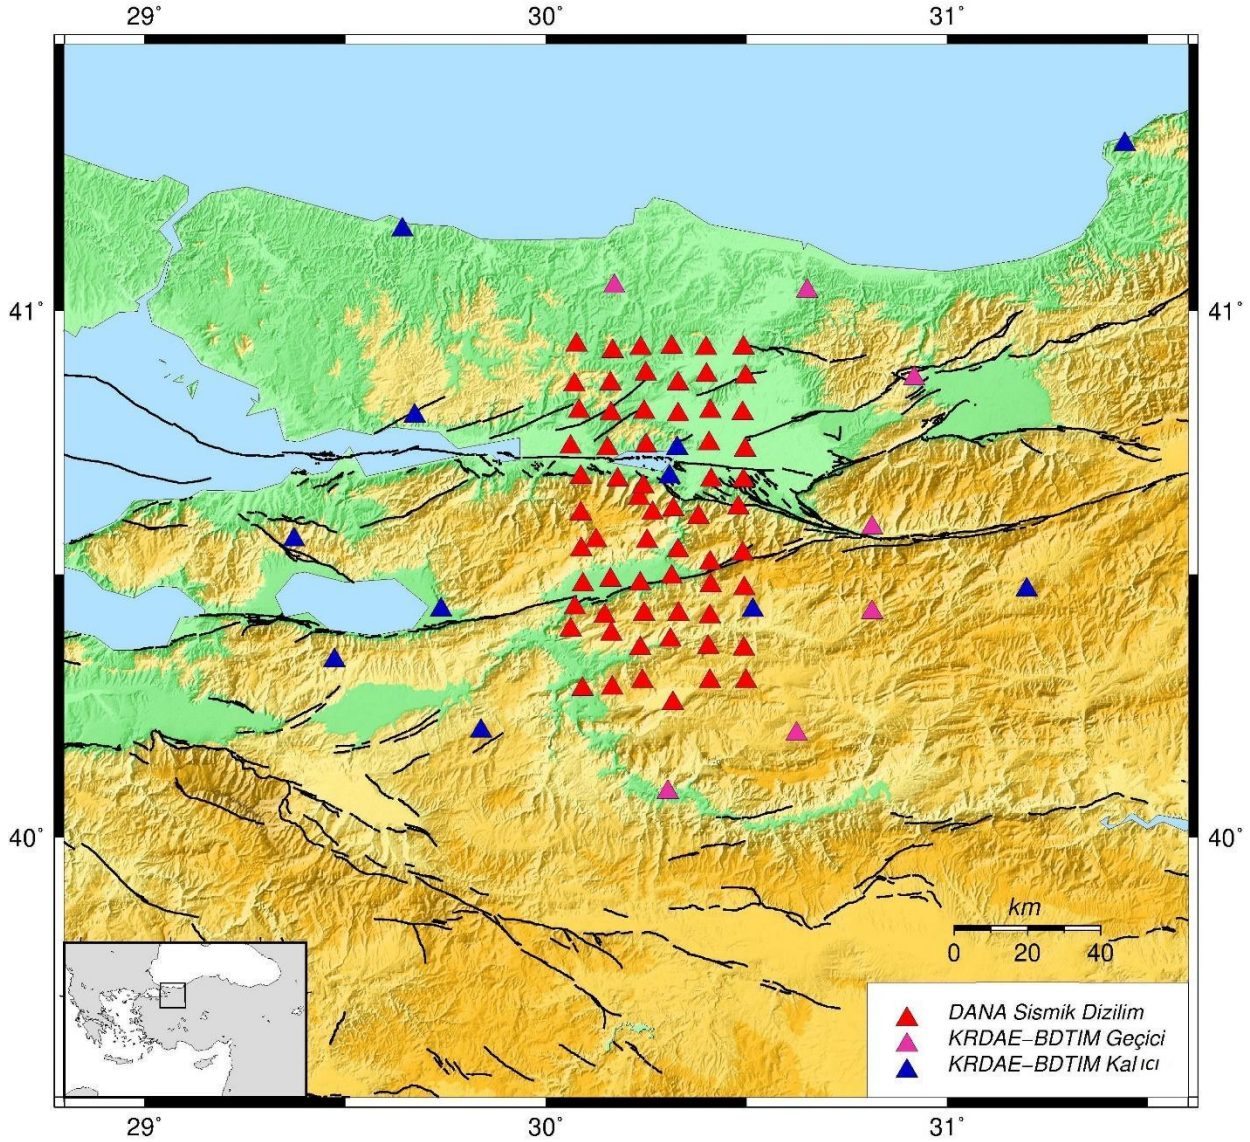 29˚ 30˚ 31˚
41˚ 41˚
40˚ 40˚
km
0 20 40
DANA Sismik Dizilim
KRDAE-BDTIM Geçici
KRDAE-BDTIM Kalıcı
29˚ 30˚ 31˚